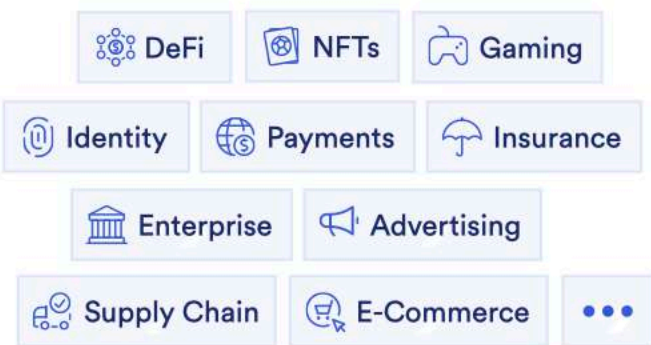 DeFi NFTs Gaming
Identity Payments Insurance
Enterprise Advertising
Supply Chain E-Commerce •••